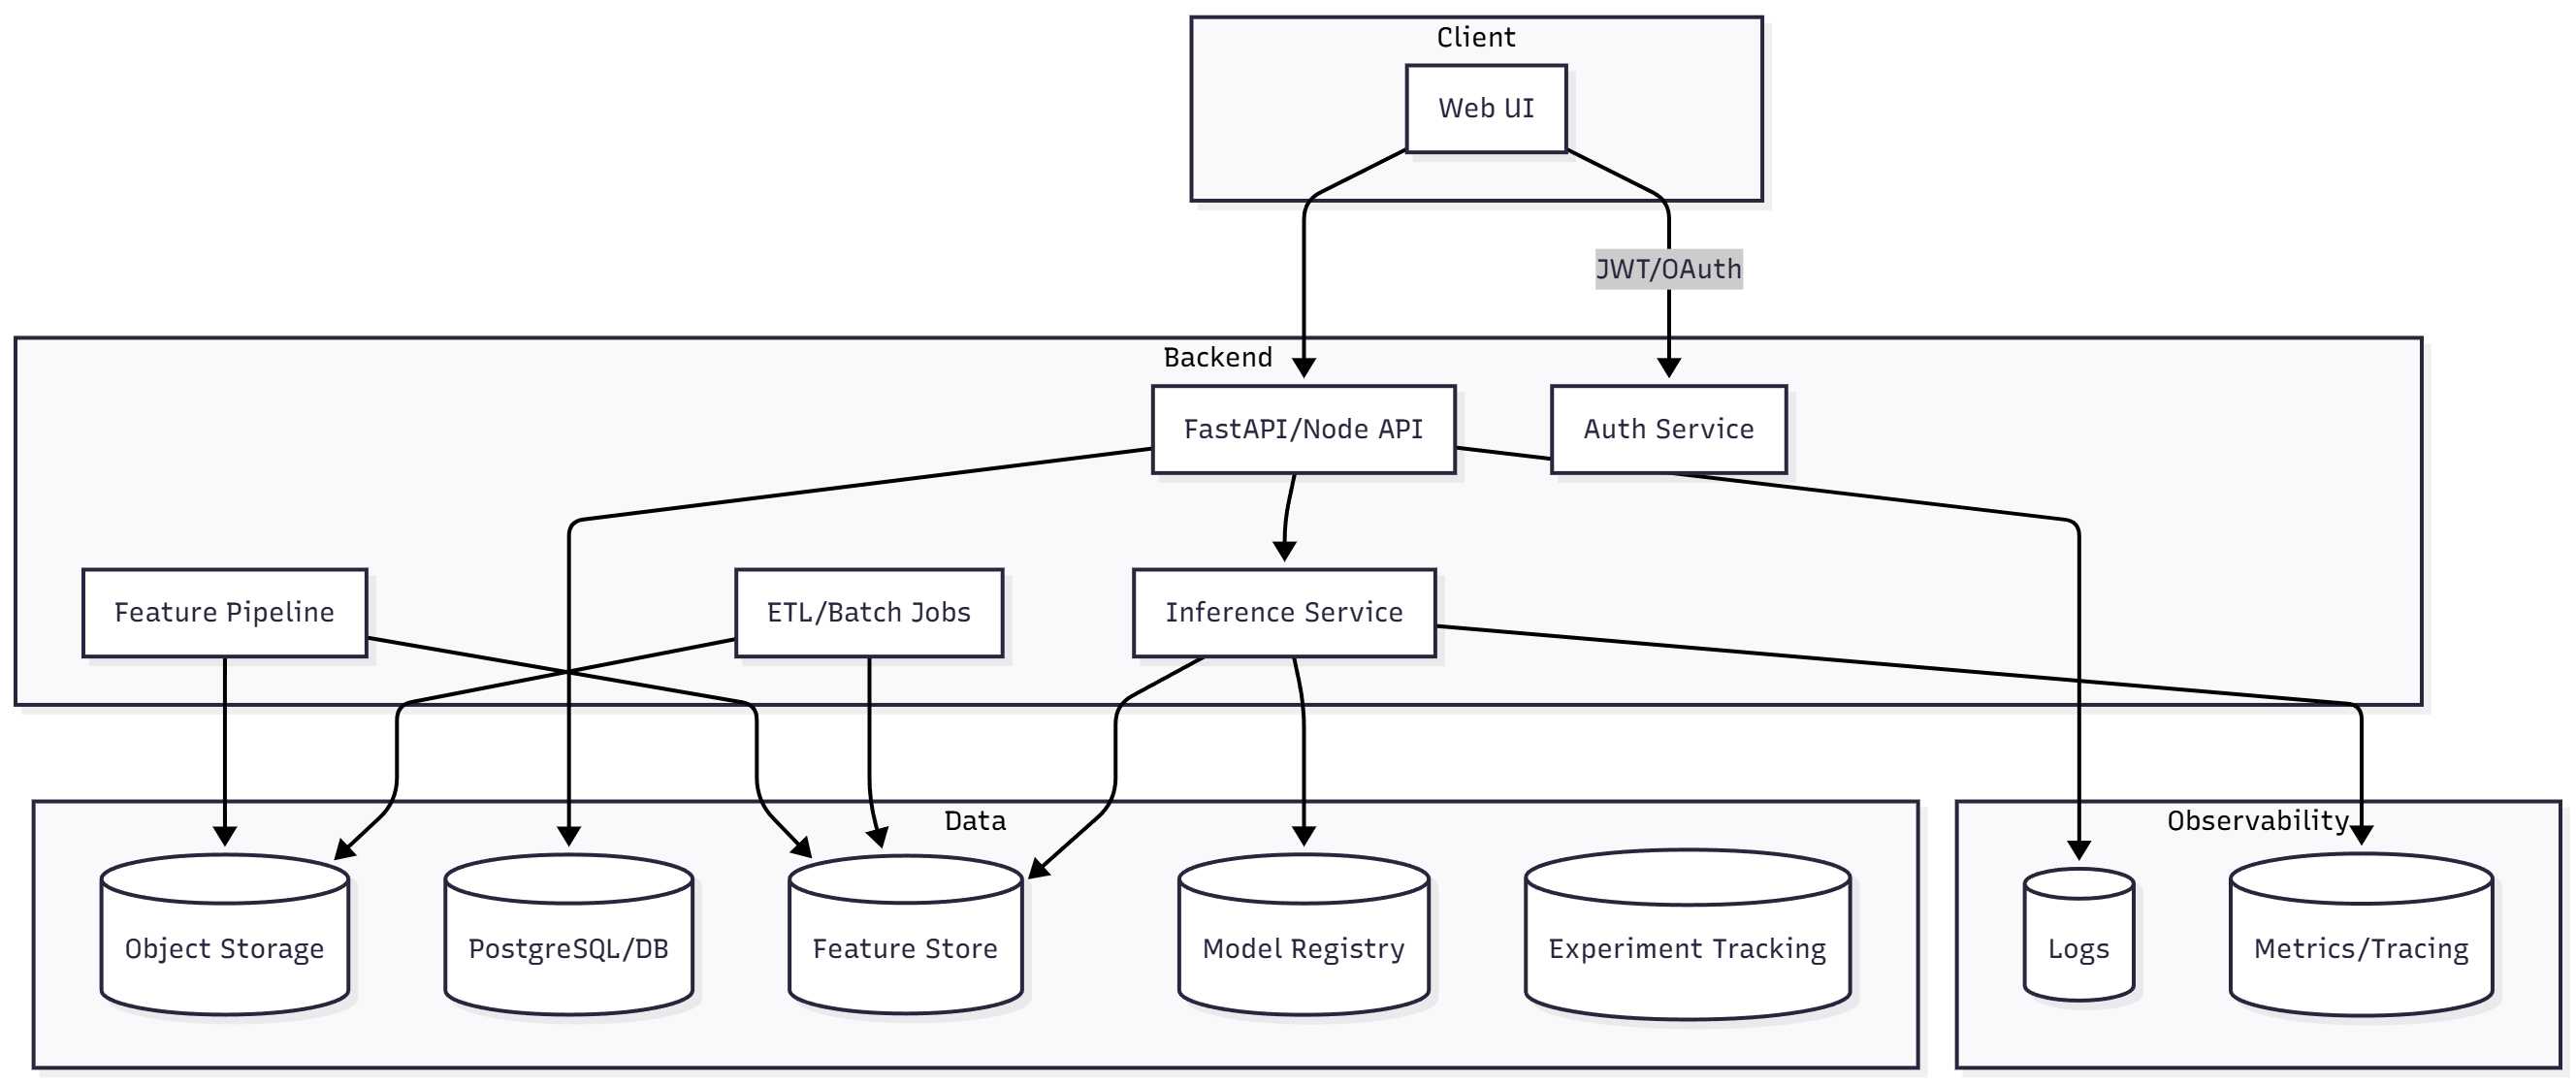 Client
Web UI
JWT/OAuth
Backend
FastAPI/Node API
Auth Service
Feature Pipeline
ETL/Batch Jobs
Inference Service
Data
Observability
Object Storage
PostgreSQL/DB
Feature Store
Model Registry
Experiment Tracking
Logs
Metrics/Tracing